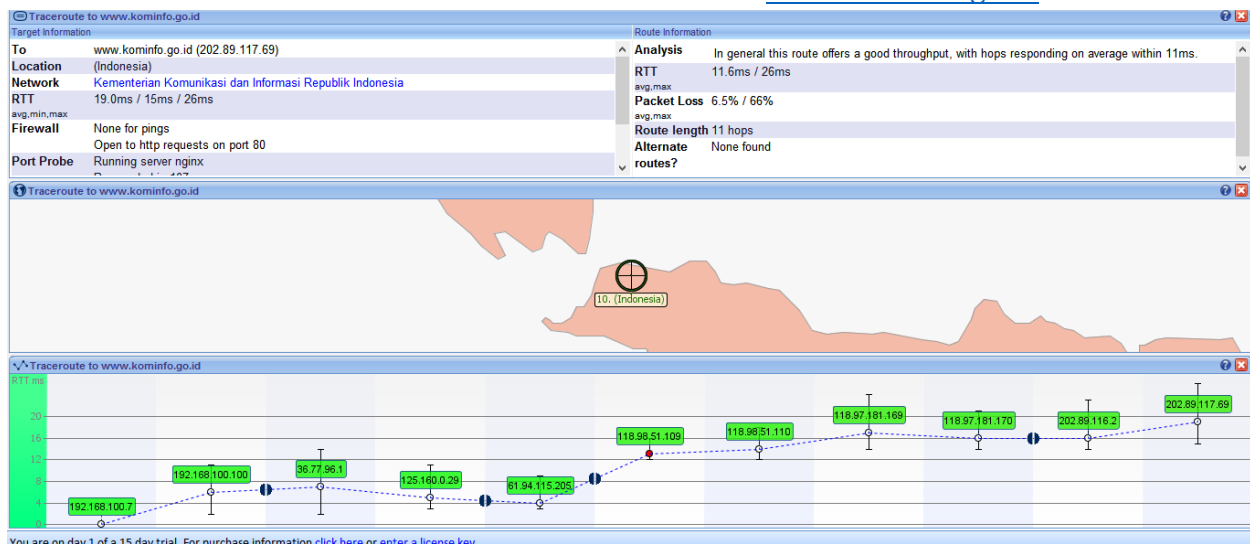 Traceroute to www.kominfo.go.id
Target Information
To www.kominfo.go.id (202.89.117.69)
Location (Indonesia)
Network Kementerian Komunikasi dan Informasi Republik Indonesia
RTT 19.0ms / 15ms / 26ms
avg,min,max
Firewall None for pings
Open to http requests on port 80
Port Probe Running server nginx
Route Information
Analysis In general this route offers a good throughput, with hops responding on average within 11ms.
RTT 11.6ms / 26ms
avg,max
Packet Loss 6.5% / 66%
avg,max
Route length 11 hops
Alternate None found
routes?
Traceroute to www.kominfo.go.id
10. (Indonesia)
Traceroute to www.kominfo.go.id
RTT ms
20
16
12
8
4
0
192.168.100.7
192.168.100.100
36.77.96.1
125.160.0.29
61.94.115.205
118.98.51.109
118.98.51.110
118.97.181.169
118.97.181.170
202.89.116.2
202.89.117.69
You are on day 1 of a 15 day trial. For purchase information click here or enter a license key